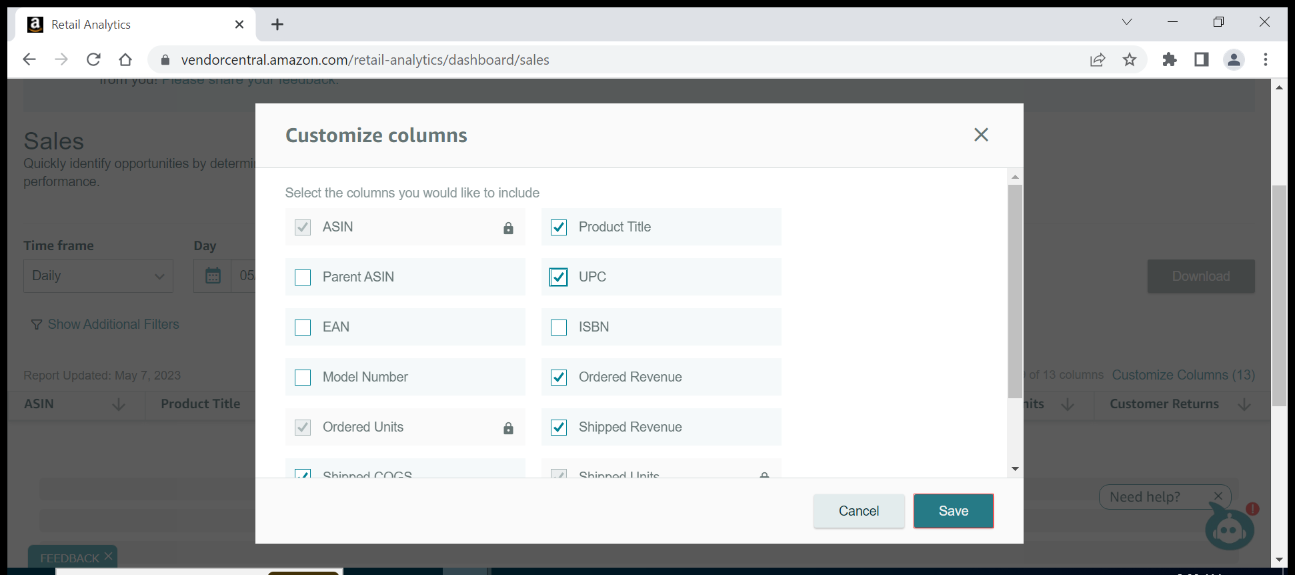 Retail Analytics
vendorcentral.amazon.com/retail-analytics/dashboard/sales
from you! Please share your feedback.
Sales
Quickly identify opportunities by determi
performance.
Time frame
Day
Daily
05
Download
Show Additional Filters
Report Updated: May 7, 2023
of 13 columns
Customize Columns (13)
ASIN
Product Title
nits
Customer Returns
Customize columns
Select the columns you would like to include
ASIN
Product Title
Parent ASIN
UPC
EAN
ISBN
Model Number
Ordered Revenue
Ordered Units
Shipped Revenue
Shipped COGS
Shipped Units
Cancel
Save
Need help?
FEEDBACK